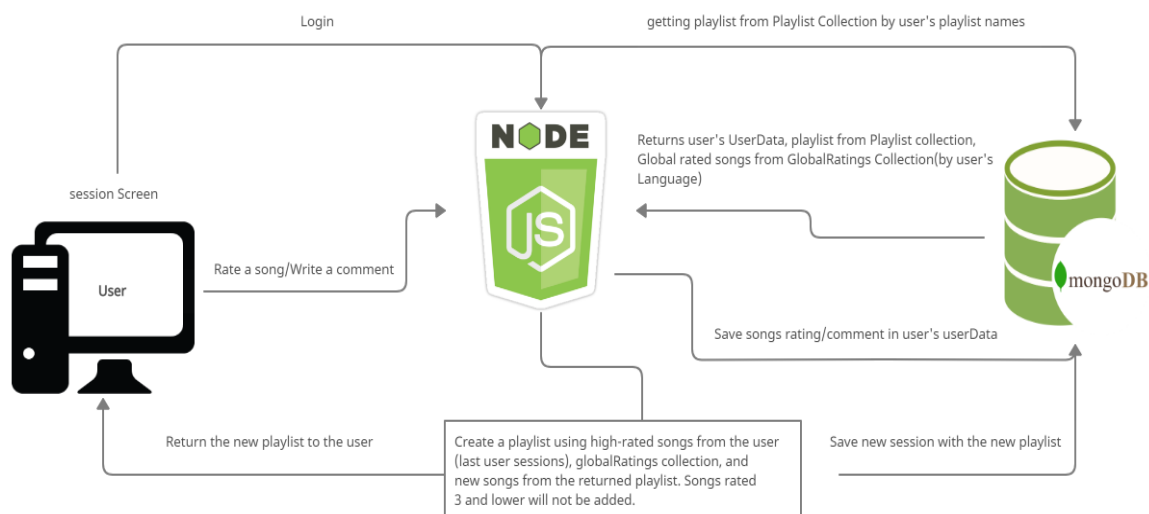 Login
getting playlist from Playlist Collection by user's playlist names
NODE
JS
Returns user's UserData, playlist from Playlist collection,
Global rated songs from GlobalRatings Collection(by user's
Language)
session Screen
Rate a song/Write a comment
User
mongoDB
Save songs rating/comment in user's userData
Return the new playlist to the user
Create a playlist using high-rated songs from the user
(last user sessions), globalRatings collection, and
new songs from the returned playlist. Songs rated
3 and lower will not be added.
Save new session with the new playlist